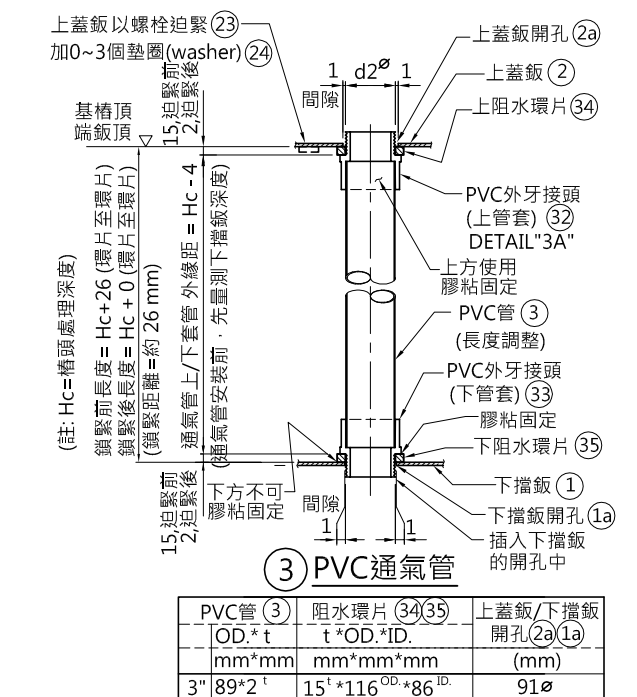 上蓋鈑以螺栓迫緊 23
加0~3個墊圈(washer) 24
上蓋鈑開孔 2a
上蓋鈑 2
上阻水環片 34
1 d2ø 1
間隙
15,迫緊前
2,迫緊後
基樁頂
端鈑頂
PVC外牙接頭
(上管套) 32
DETAIL"3A"
上方使用
膠粘固定
PVC管 3
(長度調整)
PVC外牙接頭
(下管套) 33
膠粘固定
下阻水環片 35
下擋鈑 1
下擋鈑開孔 1a
插入下擋鈑
的開孔中
(註: Hc=樁頭處理深度)
鎖緊前長度=Hc+26 (環片至環片)
鎖緊後長度=Hc + 0 (環片至環片)
(鎖緊距離=約 26 mm)
通氣管上/下套管 外緣距 = Hc - 4
(通氣管安裝前，先量測下擋鈑深度)
15,迫緊前
2,迫緊後
下方不可
膠粘固定
間隙
1 1
3 PVC通氣管
PVC管 3 阻水環片 34 35 上蓋鈑/下擋鈑
OD.* t t *OD.*ID. 開孔 2a 1a
mm*mm mm*mm*mm (mm)
3" 89*2 t 15 t *116 OD. *86 ID. 91ø